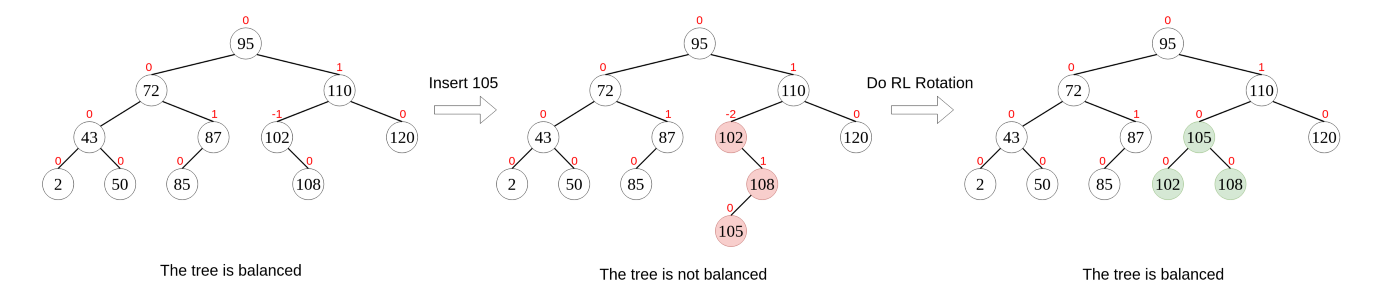 0
95
0 1
72 110
0 1 -1 0
43 87 102 120
0 0 0 0
2 50 85 108
The tree is balanced
Insert 105
0
95
0 1
72 110
0 1 -2 0
43 87 102 120
0 0 0 1
2 50 85 108
0
105
The tree is not balanced
Do RL Rotation
0
95
0 1
72 110
0 1 0 0
43 87 105 120
0 0 0 0 0
2 50 85 102 108
The tree is balanced